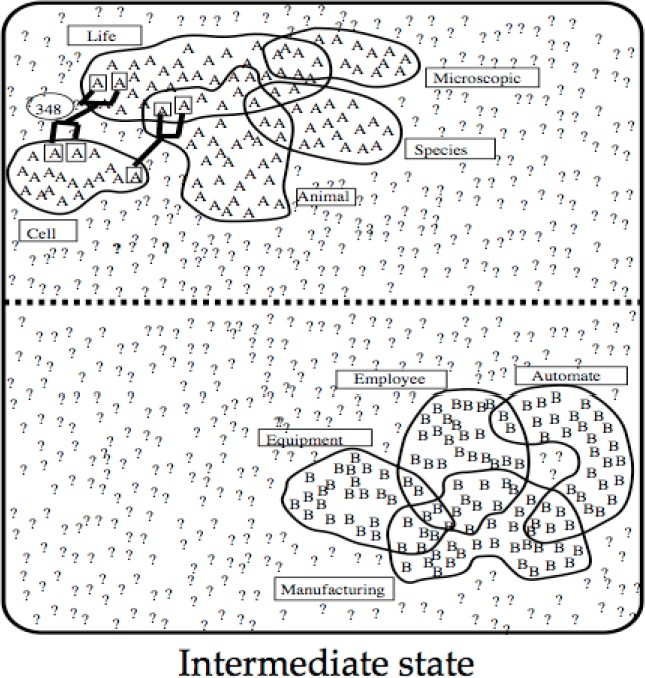 Life
Microscopic
348
Species
Animal
Cell
Employee
Automate
Equipment
Manufacturing
Intermediate state